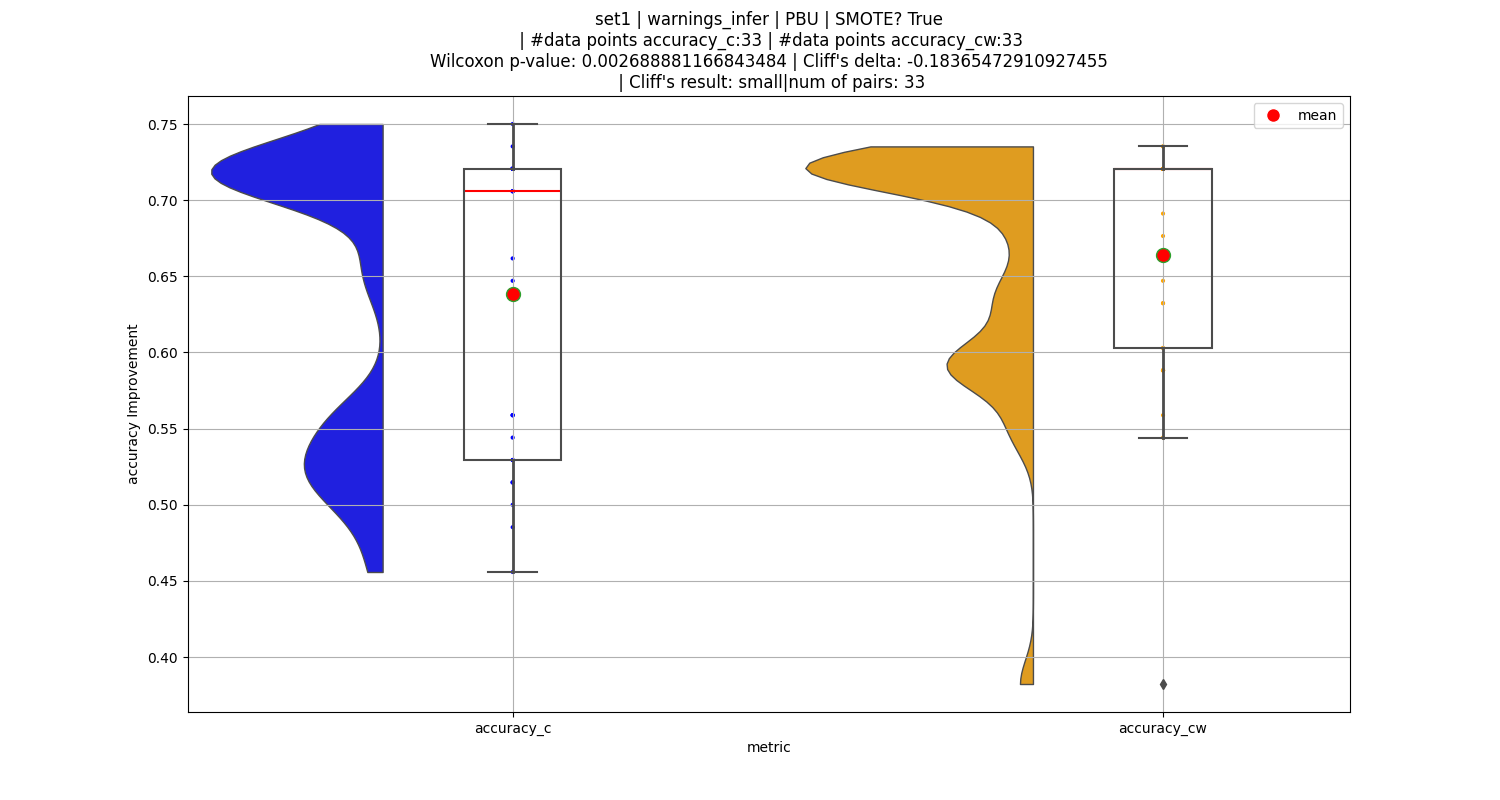 set1 | warnings_infer | PBU | SMOTE? True
| #data points accuracy_c:33 | #data points accuracy_cw:33
Wilcoxon p-value: 0.002688881166843484 | Cliff's delta: -0.18365472910927455
| Cliff's result: small|num of pairs: 33
mean
0.75
0.70
0.65
0.60
0.55
0.50
0.45
0.40
accuracy Improvement
accuracy_c
accuracy_cw
metric